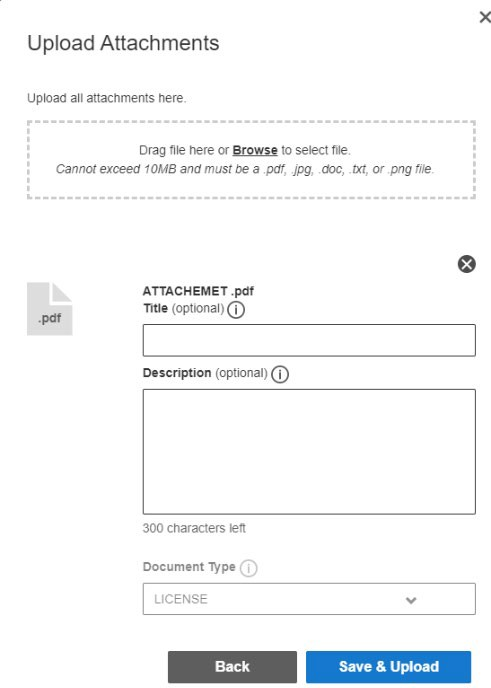 Upload Attachments
Upload all attachments here.
Drag file here or Browse to select file.
Cannot exceed 10MB and must be a .pdf, .jpg, .doc, .txt, or .png file.
.pdf
ATTACHEMET .pdf
Title (optional)
Description (optional)
300 characters left
Document Type
LICENSE
Back
Save & Upload